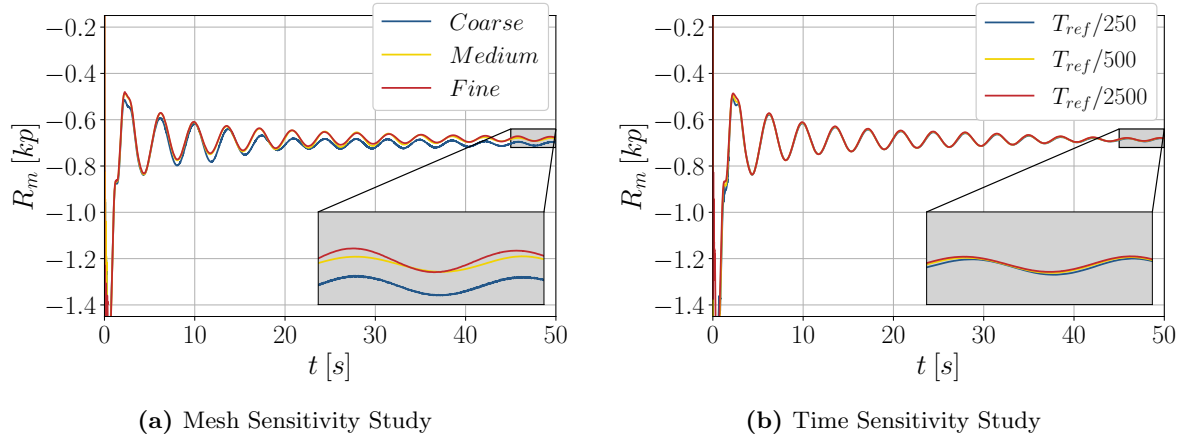 Coarse
Medium
Fine
−0.2
−0.4
−0.6
−0.8
−1.0
−1.2
−1.4
R_m [kp]
0
10
20
30
40
50
t [s]
(a) Mesh Sensitivity Study
T_ref/250
T_ref/500
T_ref/2500
−0.2
−0.4
−0.6
−0.8
−1.0
−1.2
−1.4
R_m [kp]
0
10
20
30
40
50
t [s]
(b) Time Sensitivity Study